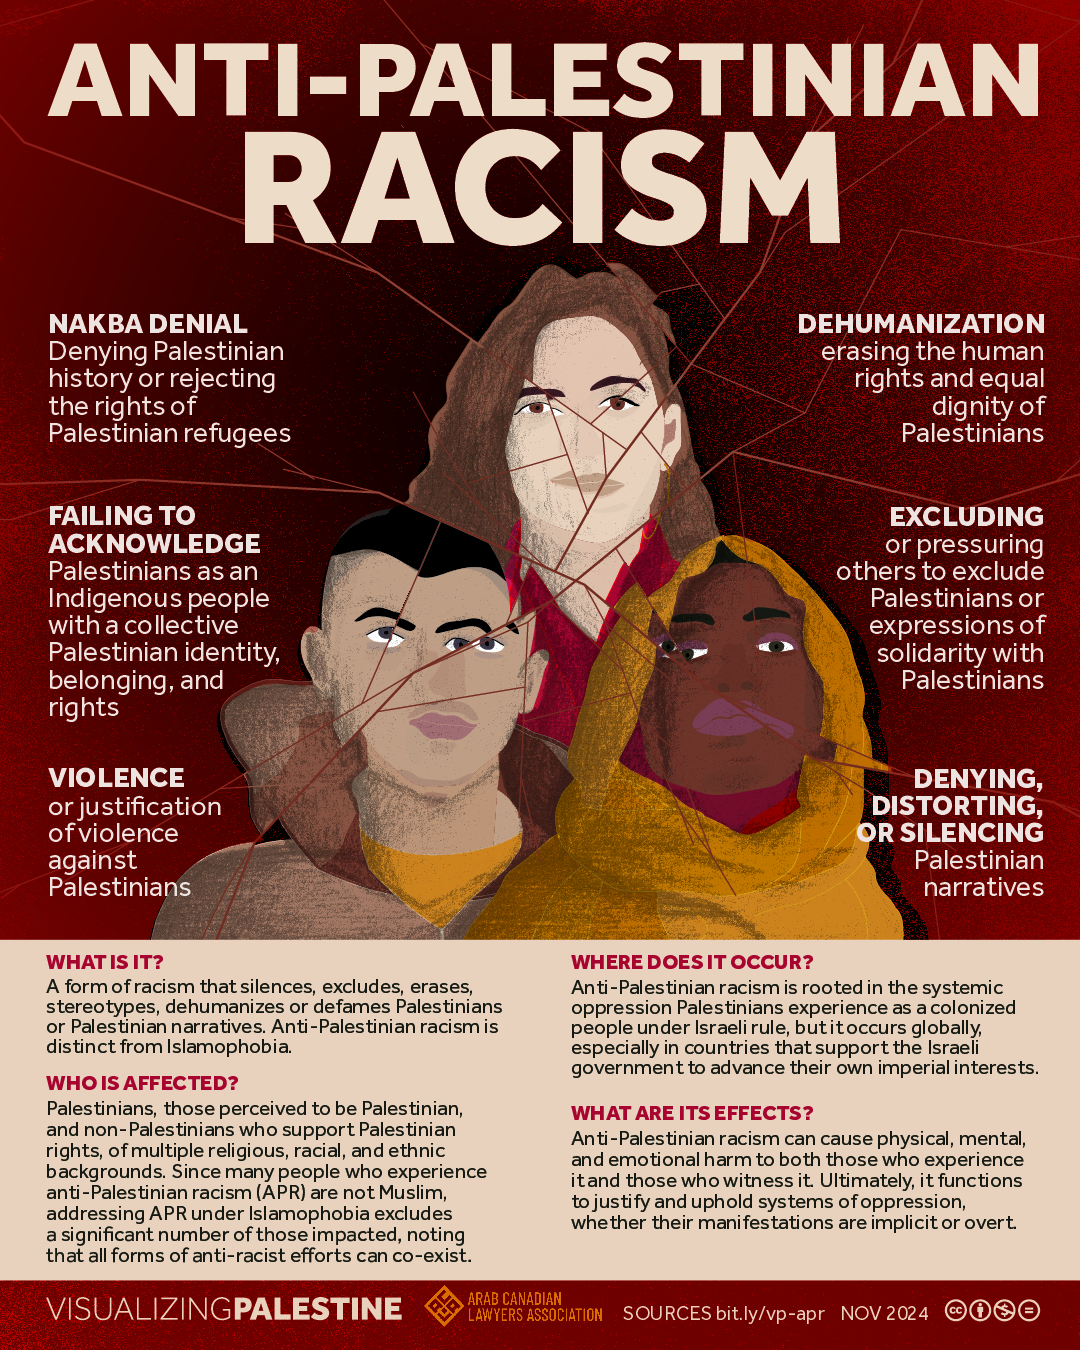 ANTI-PALESTINIAN
RACISM
NAKBA DENIAL
Denying Palestinian
history or rejecting
the rights of
Palestinian refugees
FAILING TO
ACKNOWLEDGE
Palestinians as an
Indigenous people
with a collective
Palestinian identity,
belonging, and
rights
VIOLENCE
or justification
of violence
against
Palestinians
DEHUMANIZATION
erasing the human
rights and equal
dignity of
Palestinians
EXCLUDING
or pressuring
others to exclude
Palestinians or
expressions of
solidarity with
Palestinians
DENYING,
DISTORTING,
OR SILENCING
Palestinian
narratives
WHAT IS IT?
A form of racism that silences, excludes, erases,
stereotypes, dehumanizes or defames Palestinians
or Palestinian narratives. Anti-Palestinian racism is
distinct from Islamophobia.
WHO IS AFFECTED?
Palestinians, those perceived to be Palestinian,
and non-Palestinians who support Palestinian
rights, of multiple religious, racial, and ethnic
backgrounds. Since many people who experience
anti-Palestinian racism (APR) are not Muslim,
addressing APR under Islamophobia excludes
a significant number of those impacted, noting
that all forms of anti-racist efforts can co-exist.
WHERE DOES IT OCCUR?
Anti-Palestinian racism is rooted in the systemic
oppression Palestinians experience as a colonized
people under Israeli rule, but it occurs globally,
especially in countries that support the Israeli
government to advance their own imperial interests.
WHAT ARE ITS EFFECTS?
Anti-Palestinian racism can cause physical, mental,
and emotional harm to both those who experience
it and those who witness it. Ultimately, it functions
to justify and uphold systems of oppression,
whether their manifestations are implicit or overt.
VISUALIZINGPALESTINE
ARAB CANADIAN
LAWYERS ASSOCIATION
SOURCES bit.ly/vp-apr NOV 2024